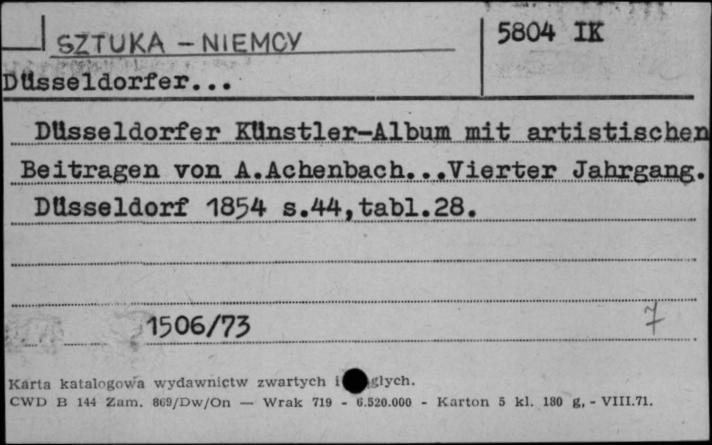 SZTUKA - NIEMCY
5804 IK
Düsseldorfer...
Düsseldorfer Künstler-Album mit artistischen
Beitragen von A.Achenbach...Vierter Jahrgang.
Düsseldorf 1854 s.44,tabl.28.
1506/73
7
Karta katalogowa wydawnictw zwartych i
CWD B 144 Zam. 869/Dw/On — Wrak 719 - 6.520.000 - Karton 5 kl. 180 g, - VIII.71.